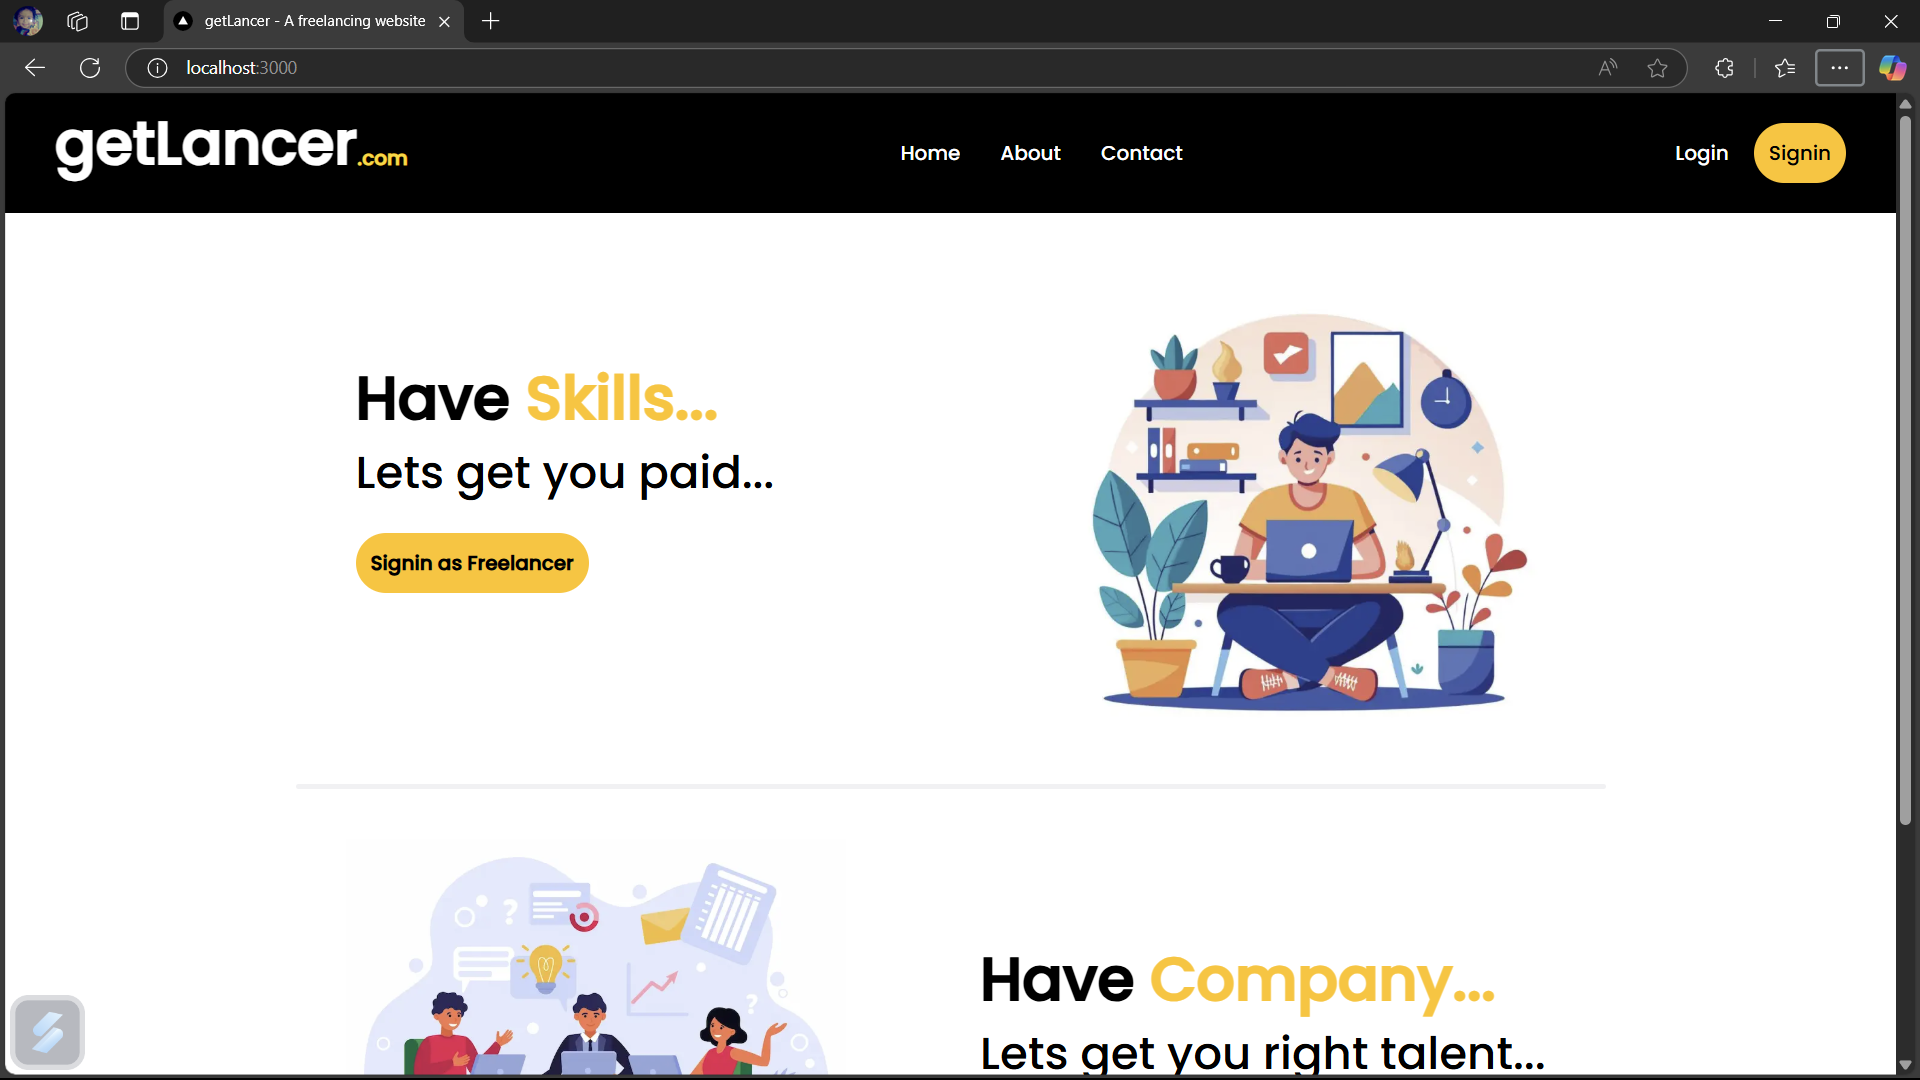 getLancer - A freelancing website
localhost:3000
getLancer.com
Home About Contact
Login Signin
Have Skills...
Lets get you paid...
Signin as Freelancer
Have Company...
Lets get you right talent...